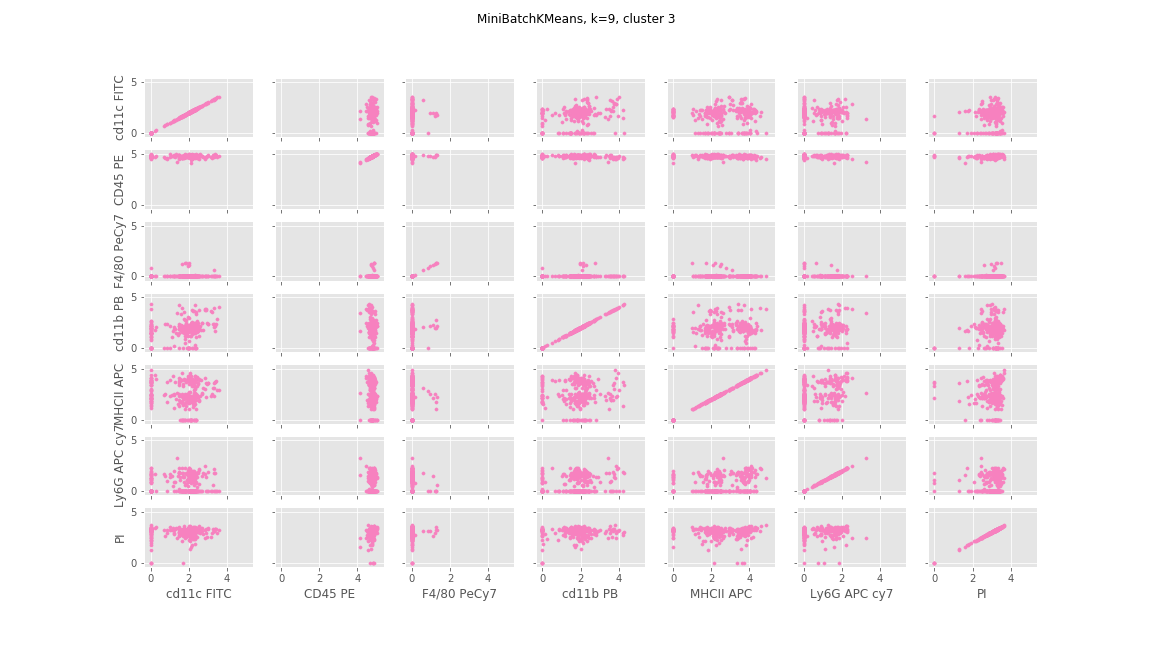 MiniBatchKMeans, k=9, cluster 3
cd11c FITC
5
0
CD45 PE
5
0
F4/80 PeCy7
5
0
cd11b PB
5
0
MHCII APC
5
0
Ly6G APC cy7
5
0
PI
5
0
0 2 4 0 2 4 0 2 4 0 2 4 0 2 4 0 2 4 0 2 4
cd11c FITC CD45 PE F4/80 PeCy7 cd11b PB MHCII APC Ly6G APC cy7 PI